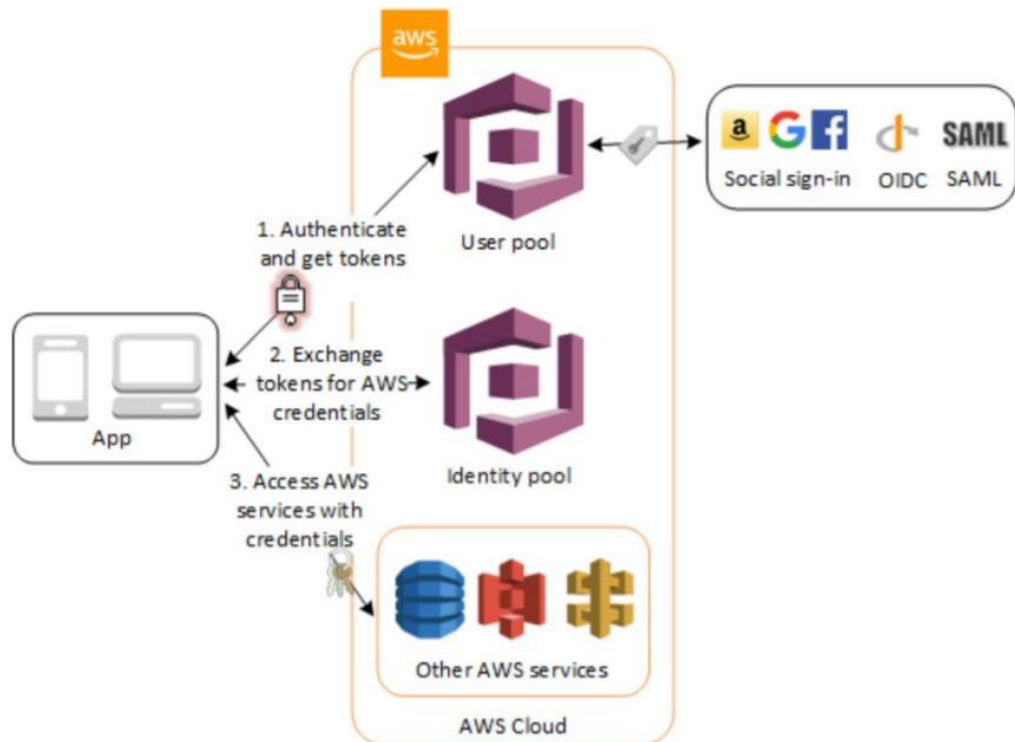 aws
a
G
f
SAML
Social sign-in
OIDC
SAML
1. Authenticate
and get tokens
User pool
2. Exchange
tokens for AWS
credentials
App
Identity pool
3. Access AWS
services with
credentials
Other AWS services
AWS Cloud